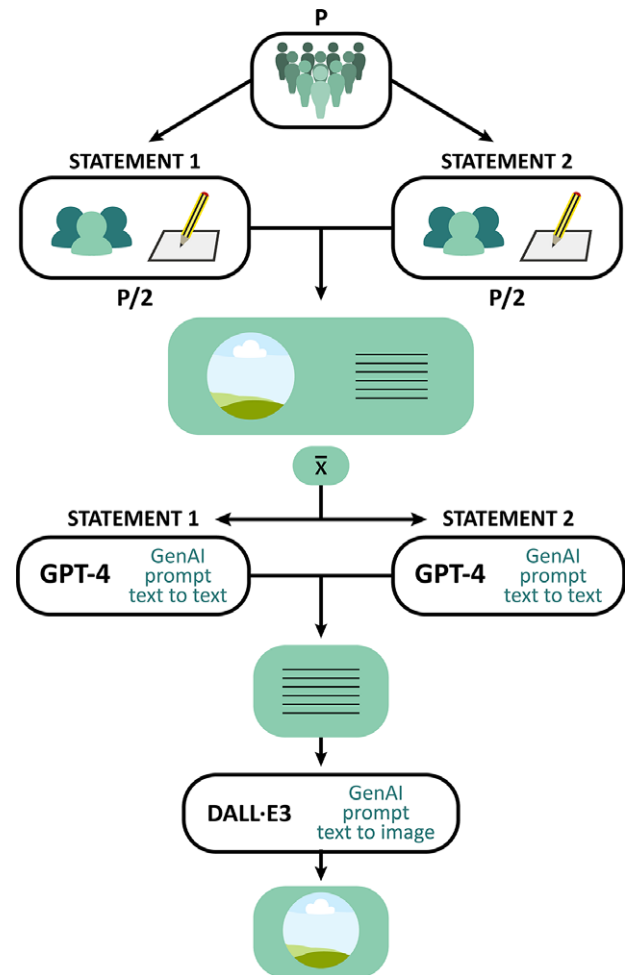 P
STATEMENT 1
STATEMENT 2
P/2
P/2
x̄
STATEMENT 1
STATEMENT 2
GPT-4
GenAI
prompt
text to text
GPT-4
GenAI
prompt
text to text
DALL·E3
GenAI
prompt
text to image